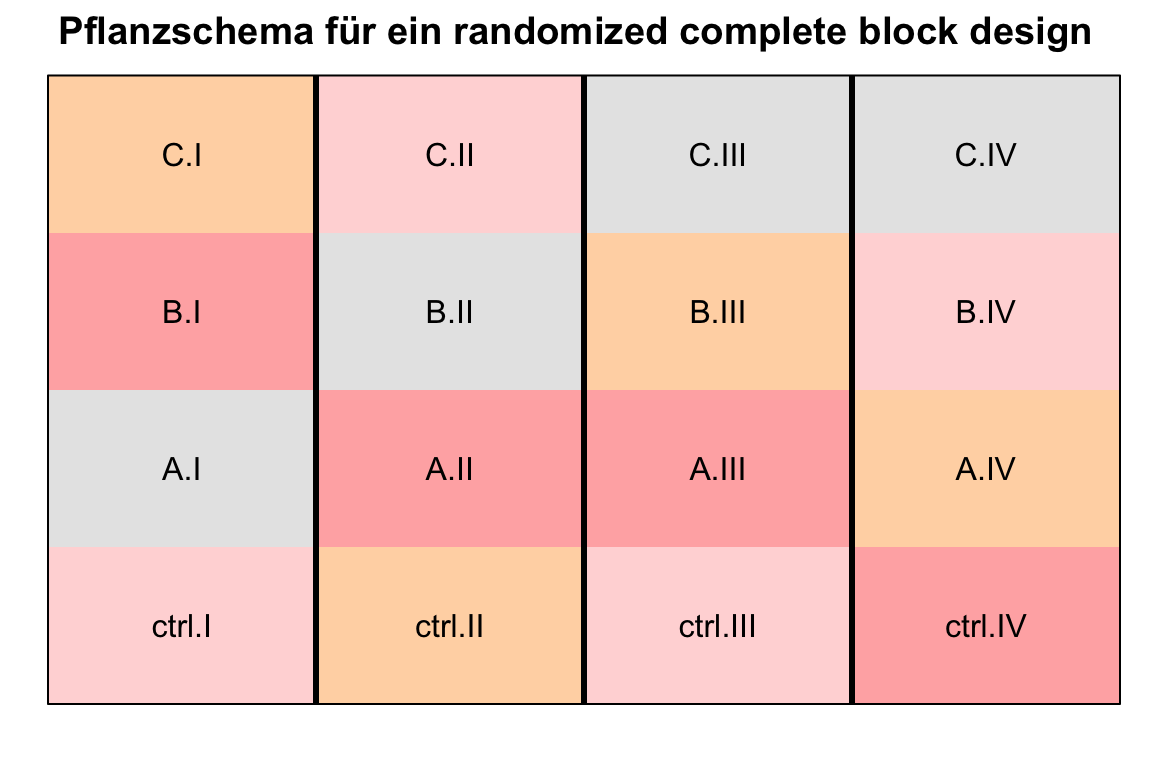 Pflanzschema für ein randomized complete block design
C.I C.II C.III C.IV
B.I B.II B.III B.IV
A.I A.II A.III A.IV
ctrl.I ctrl.II ctrl.III ctrl.IV